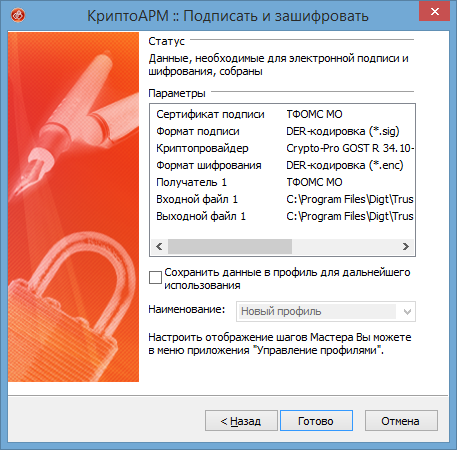 КриптоАРМ :: Подписать и зашифровать
Статус
Данные, необходимые для электронной подписи и
шифрования, собраны
Параметры
Сертификат подписи ТФОМС МО
Формат подписи DER-кодировка (*.sig)
Криптопровайдер Crypto-Pro GOST R 34.10-
Формат шифрования DER-кодировка (*.enc)
Получатель 1 ТФОМС МО
Входной файл 1 C:\Program Files\Digt\Trus
Выходной файл 1 C:\Program Files\Digt\Trus
Сохранить данные в профиль для дальнейшего
использования
Наименование: Новый профиль
Настроить отображение шагов Мастера Вы можете
в меню приложения "Управление профилями".
< Назад Готово Отмена